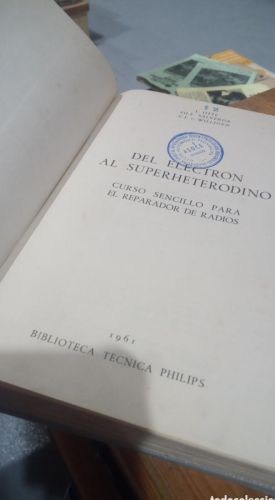 DEL ELECTRON
AL SUPERHETERODINO
CURSO SENCILLO PARA
EL REPARADOR DE RADIOS
1961
BIBLIOTECA TECNICA PHILIPS